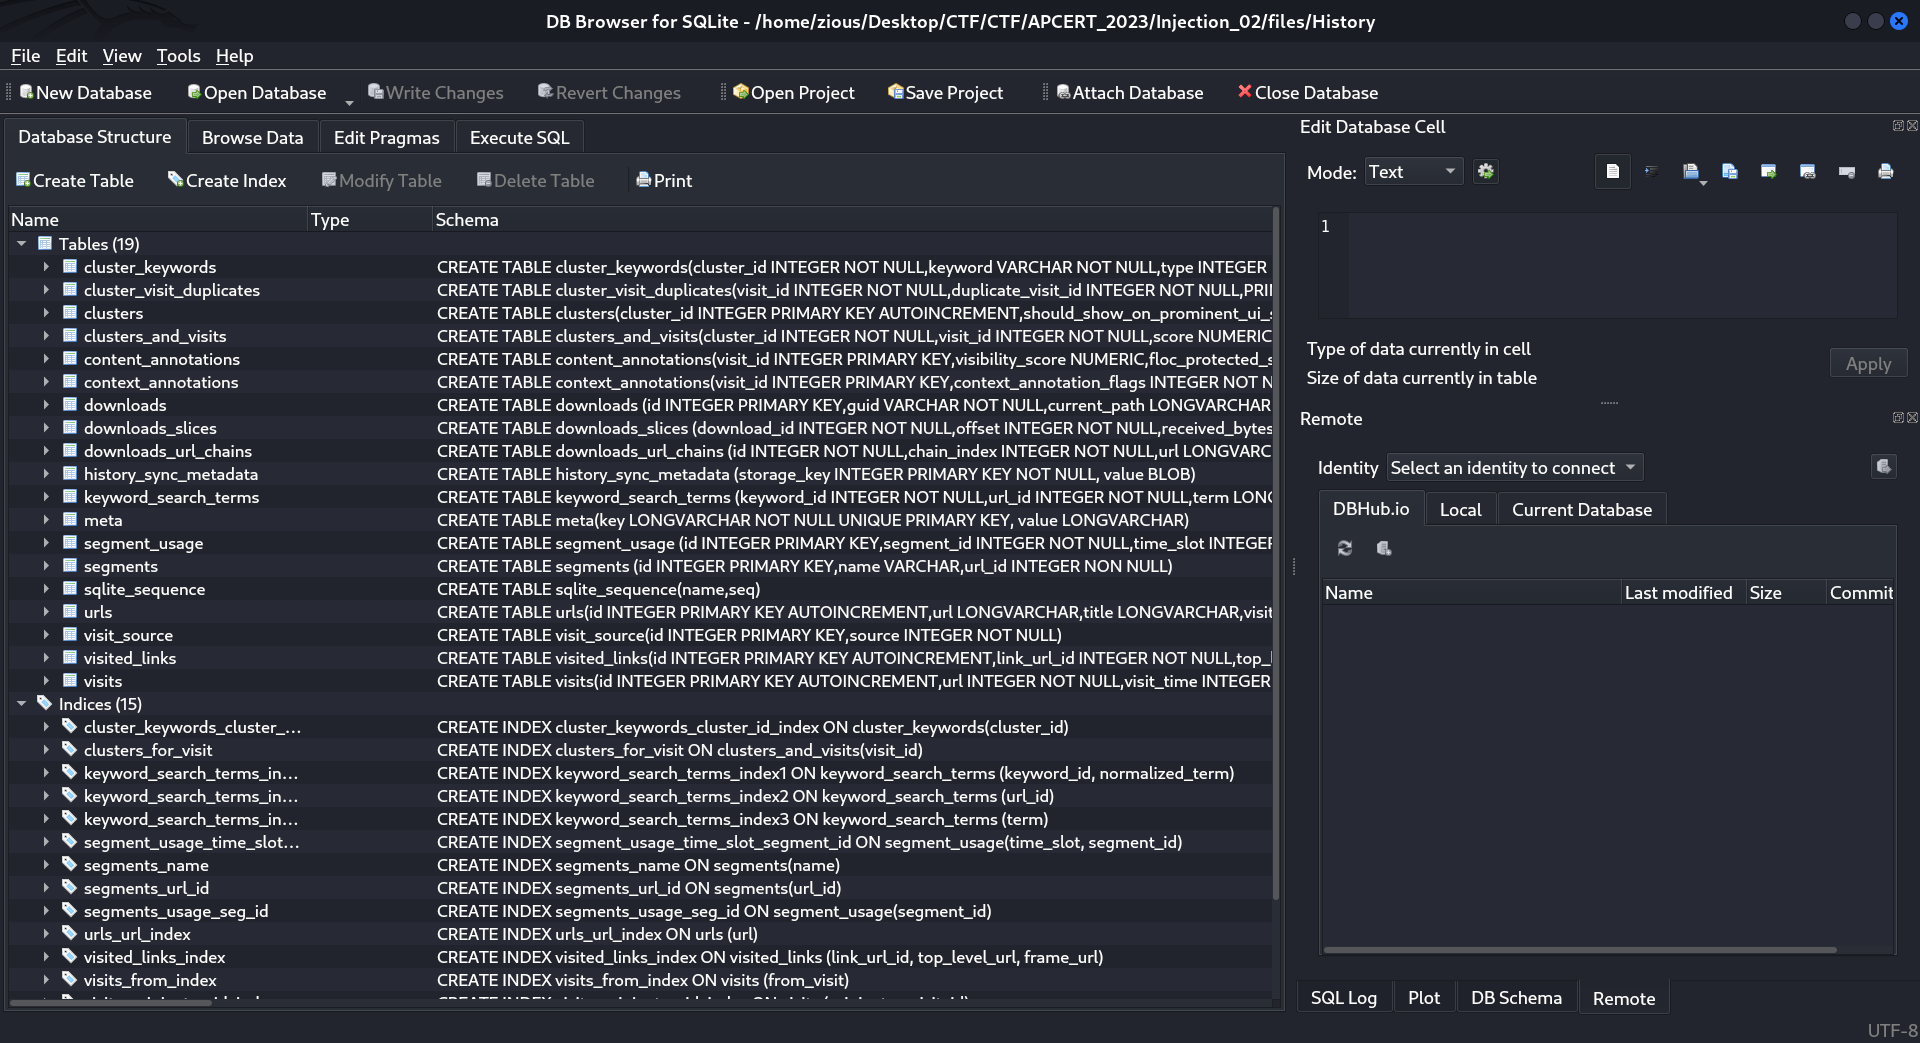 DB Browser for SQLite - /home/zious/Desktop/CTF/CTF/APCERT_2023/Injection_02/files/History
File Edit View Tools Help
New Database Open Database Write Changes Revert Changes Open Project Save Project Attach Database Close Database
Database Structure Browse Data Edit Pragmas Execute SQL
Create Table Create Index Modify Table Delete Table Print
Name Type Schema
Tables (19)
cluster_keywords CREATE TABLE cluster_keywords(cluster_id INTEGER NOT NULL,keyword VARCHAR NOT NULL,type INTEGER
cluster_visit_duplicates CREATE TABLE cluster_visit_duplicates(visit_id INTEGER NOT NULL,duplicate_visit_id INTEGER NOT NULL,PRI
clusters CREATE TABLE clusters(cluster_id INTEGER PRIMARY KEY AUTOINCREMENT,should_show_on_prominent_ui_s
clusters_and_visits CREATE TABLE clusters_and_visits(cluster_id INTEGER NOT NULL,visit_id INTEGER NOT NULL,score NUMERIC
content_annotations CREATE TABLE content_annotations(visit_id INTEGER PRIMARY KEY,visibility_score NUMERIC,floc_protected_s
context_annotations CREATE TABLE context_annotations(visit_id INTEGER PRIMARY KEY,context_annotation_flags INTEGER NOT N
downloads CREATE TABLE downloads (id INTEGER PRIMARY KEY,guid VARCHAR NOT NULL,current_path LONGVARCHAR
downloads_slices CREATE TABLE downloads_slices (download_id INTEGER NOT NULL,offset INTEGER NOT NULL,received_bytes
downloads_url_chains CREATE TABLE downloads_url_chains (id INTEGER NOT NULL,chain_index INTEGER NOT NULL,url LONGVARC
history_sync_metadata CREATE TABLE history_sync_metadata (storage_key INTEGER PRIMARY KEY NOT NULL, value BLOB)
keyword_search_terms CREATE TABLE keyword_search_terms (keyword_id INTEGER NOT NULL,url_id INTEGER NOT NULL,term LONG
meta CREATE TABLE meta(key LONGVARCHAR NOT NULL UNIQUE PRIMARY KEY, value LONGVARCHAR)
segment_usage CREATE TABLE segment_usage (id INTEGER PRIMARY KEY,segment_id INTEGER NOT NULL,time_slot INTEGER
segments CREATE TABLE segments (id INTEGER PRIMARY KEY,name VARCHAR,url_id INTEGER NON NULL)
sqlite_sequence CREATE TABLE sqlite_sequence(name,seq)
urls CREATE TABLE urls(id INTEGER PRIMARY KEY AUTOINCREMENT,url LONGVARCHAR,title LONGVARCHAR,visit
visit_source CREATE TABLE visit_source(id INTEGER PRIMARY KEY,source INTEGER NOT NULL)
visited_links CREATE TABLE visited_links(id INTEGER PRIMARY KEY AUTOINCREMENT,link_url_id INTEGER NOT NULL,top_l
visits CREATE TABLE visits(id INTEGER PRIMARY KEY AUTOINCREMENT,url INTEGER NOT NULL,visit_time INTEGER
Indices (15)
cluster_keywords_cluster_... CREATE INDEX cluster_keywords_cluster_id_index ON cluster_keywords(cluster_id)
clusters_for_visit CREATE INDEX clusters_for_visit ON clusters_and_visits(visit_id)
keyword_search_terms_in... CREATE INDEX keyword_search_terms_index1 ON keyword_search_terms (keyword_id, normalized_term)
keyword_search_terms_in... CREATE INDEX keyword_search_terms_index2 ON keyword_search_terms (url_id)
keyword_search_terms_in... CREATE INDEX keyword_search_terms_index3 ON keyword_search_terms (term)
segment_usage_time_slot... CREATE INDEX segment_usage_time_slot_segment_id ON segment_usage(time_slot, segment_id)
segments_name CREATE INDEX segments_name ON segments(name)
segments_url_id CREATE INDEX segments_url_id ON segments(url_id)
segments_usage_seg_id CREATE INDEX segments_usage_seg_id ON segment_usage(segment_id)
urls_url_index CREATE INDEX urls_url_index ON urls (url)
visited_links_index CREATE INDEX visited_links_index ON visited_links (link_url_id, top_level_url, frame_url)
visits_from_index CREATE INDEX visits_from_index ON visits (from_visit)
Edit Database Cell
Mode: Text
1
Type of data currently in cell
Size of data currently in table
Apply
Remote
Identity Select an identity to connect
DBHub.io Local Current Database
Name Last modified Size Commit
SQL Log Plot DB Schema Remote
UTF-8